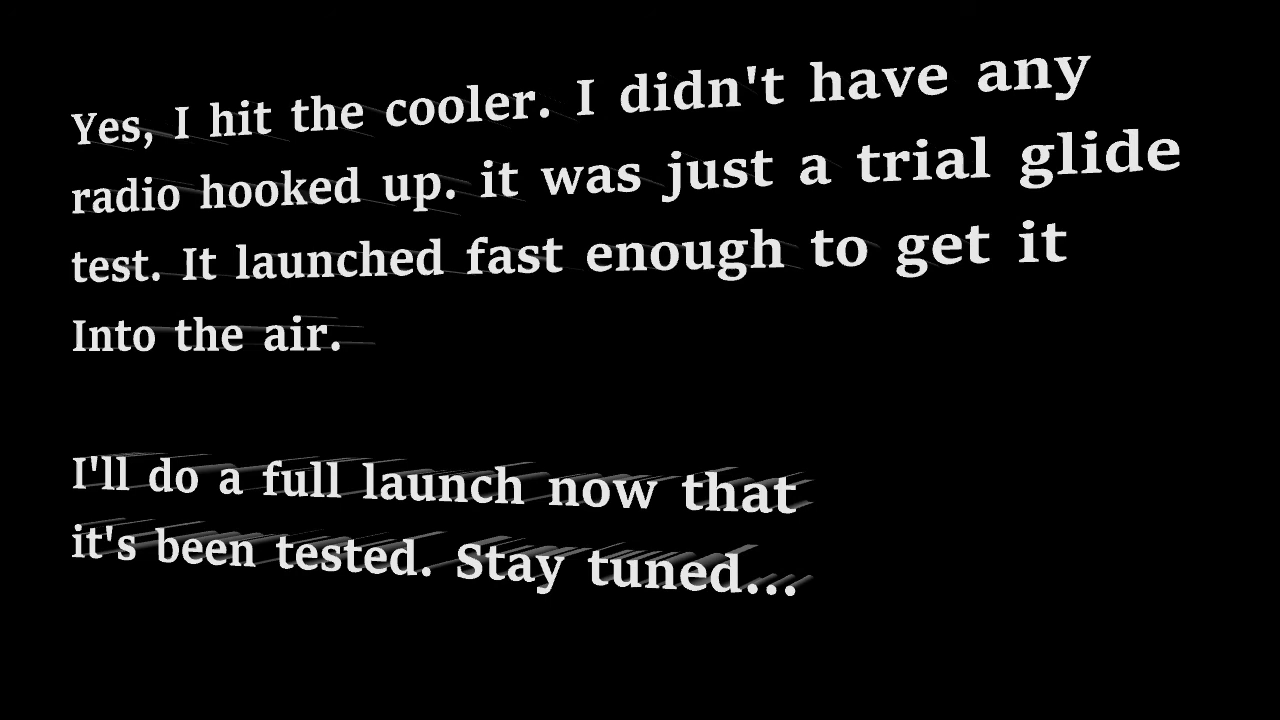 Yes, I hit the cooler. I didn't have any
radio hooked up. it was just a trial glide
test. It launched fast enough to get it
Into the air.
I'll do a full launch now that
it's been tested. Stay tuned...